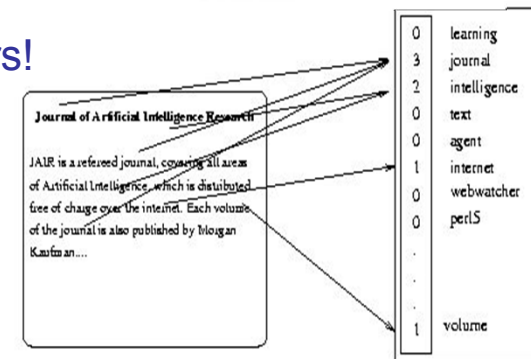 s!
Journal of Artificial Intelligence Research
JAIR is a refereed journal, covering all areas
of Artificial Intelligence, which is distributed
free of charge over the internet. Each volume
of the journal is also published by Morgan
Kaufman....
0 learning
3 journal
2 intelligence
0 text
0 agent
1 internet
0 webwatcher
0 perl5
.
.
.
1 volume